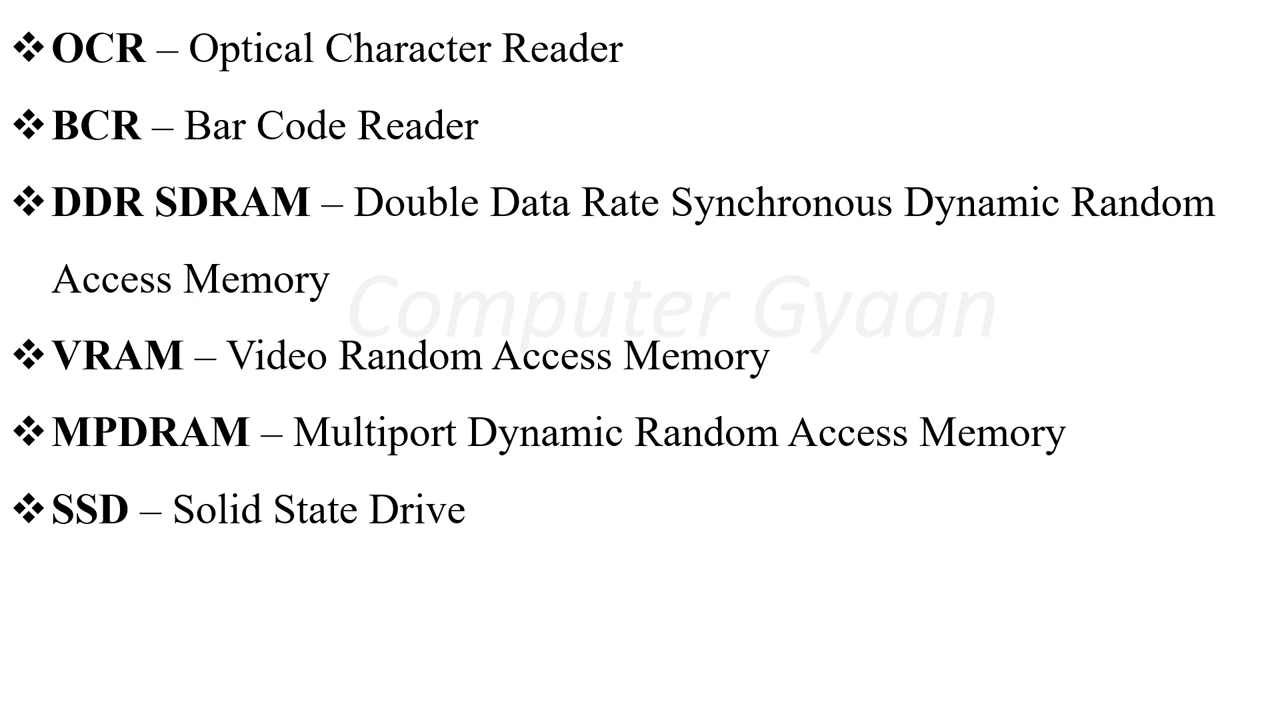 ❖ OCR – Optical Character Reader
❖ BCR – Bar Code Reader
❖ DDR SDRAM – Double Data Rate Synchronous Dynamic Random
Access Memory
Computer Gyaan
❖ VRAM – Video Random Access Memory
❖ MPDRAM – Multiport Dynamic Random Access Memory
❖ SSD – Solid State Drive